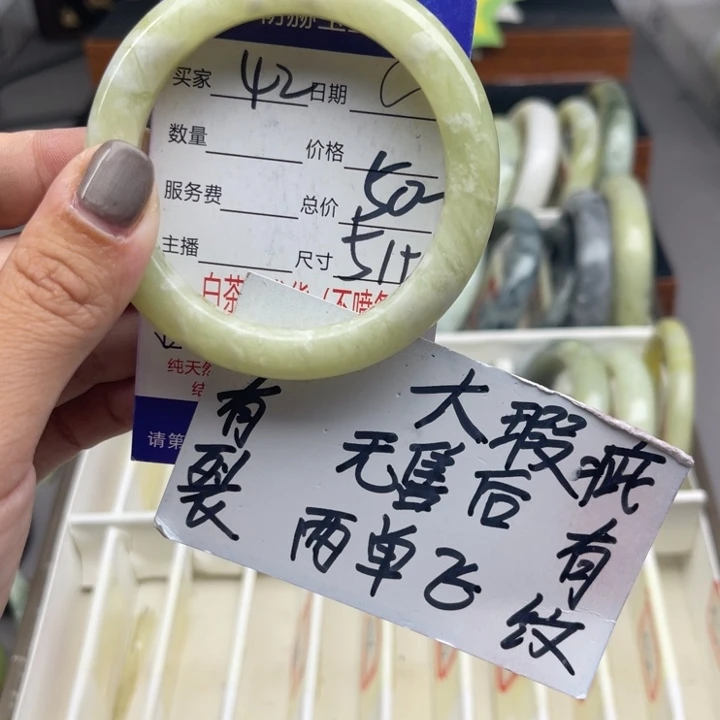 买家 42 日期
数量 价格
服务费 总价 50
主播 尺寸 51+
白茶
纯天然
请第
大瑕疵
有裂 无售后 有纹
两单飞